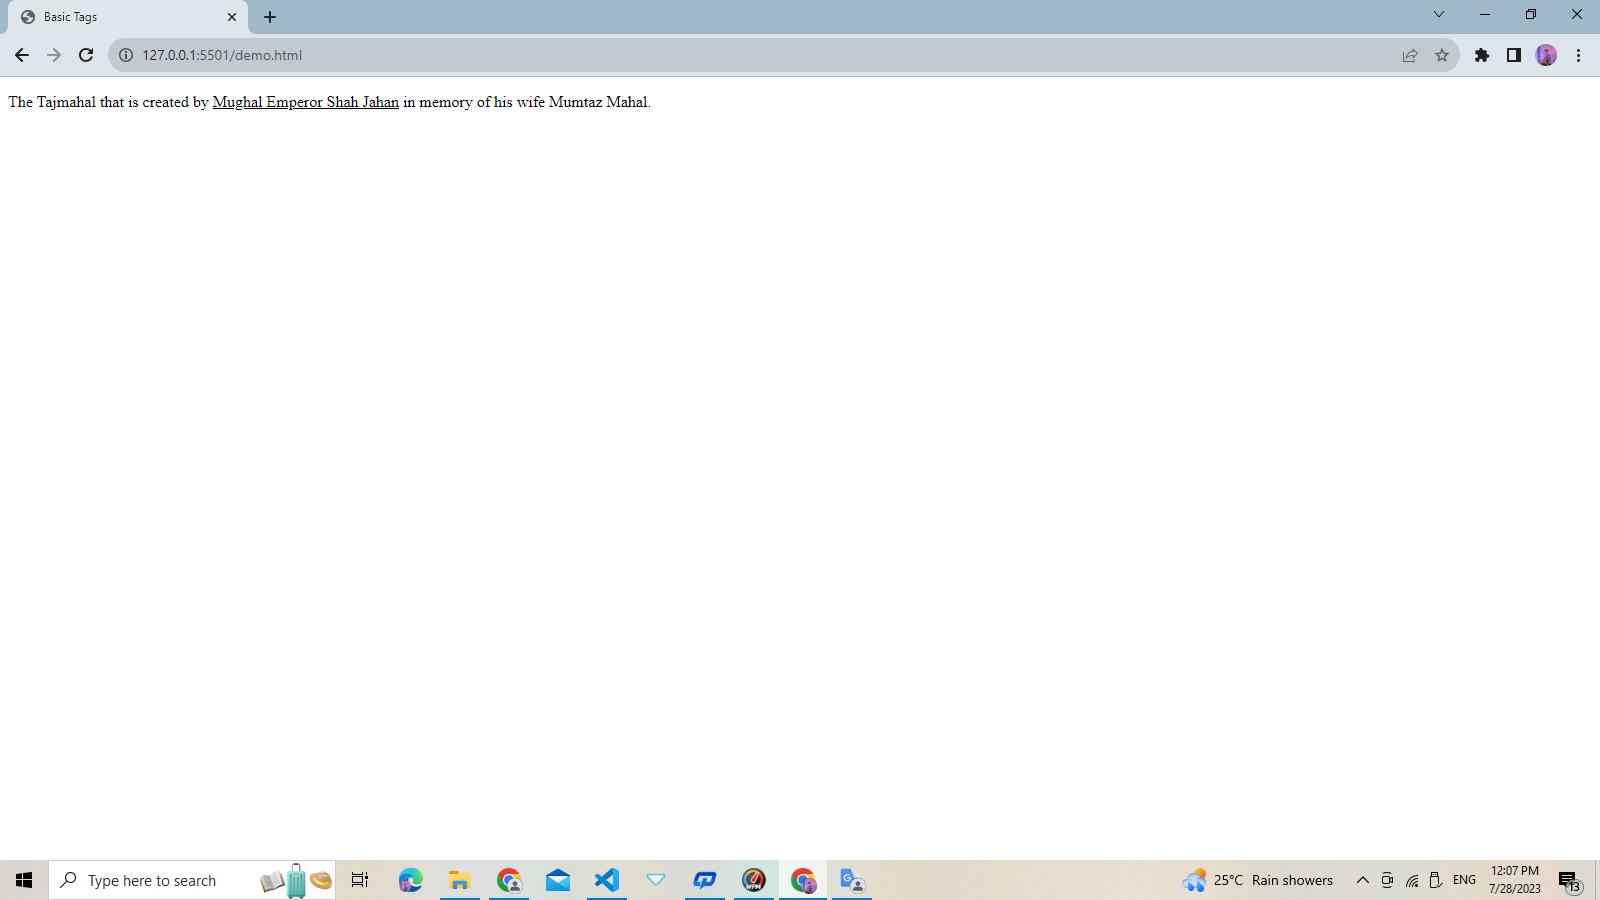 Basic Tags
127.0.0.1:5501/demo.html
The Tajmahal that is created by Mughal Emperor Shah Jahan in memory of his wife Mumtaz Mahal.
Type here to search
WPM
G
25°C Rain showers
ENG
12:07 PM
7/28/2023
13